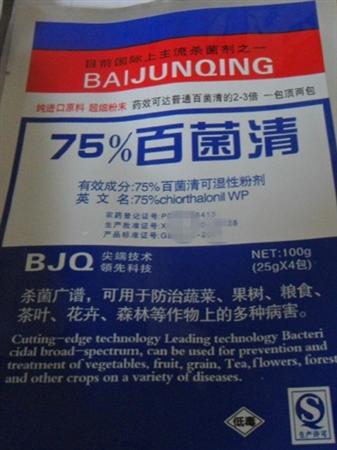 目前国际上主流杀菌剂之一
BAIJUNQING
纯进口原料 超细粉末 药效可达普通百菌清的2-3倍 一包顶两包
75%百菌清
有效成分:75%百菌清可湿性粉剂
英 文 名:75%chiorthalonil WP
农药登记证号:P
生产批准证号:X
产品标准证号:
BJQ 尖端技术
领先科技
NET:100g
(25gX4包)
杀菌广谱，可用于防治蔬菜、果树、粮食、
茶叶、花卉、森林等作物上的多种病害。
Cutting-edge technology Leading technology Bacteri
cidal broad-spectrum, can be used for prevention and
treatment of vegetables, fruit, grain, Tea,flowers, forest
and other crops on a variety of diseases.
低毒
生产许可